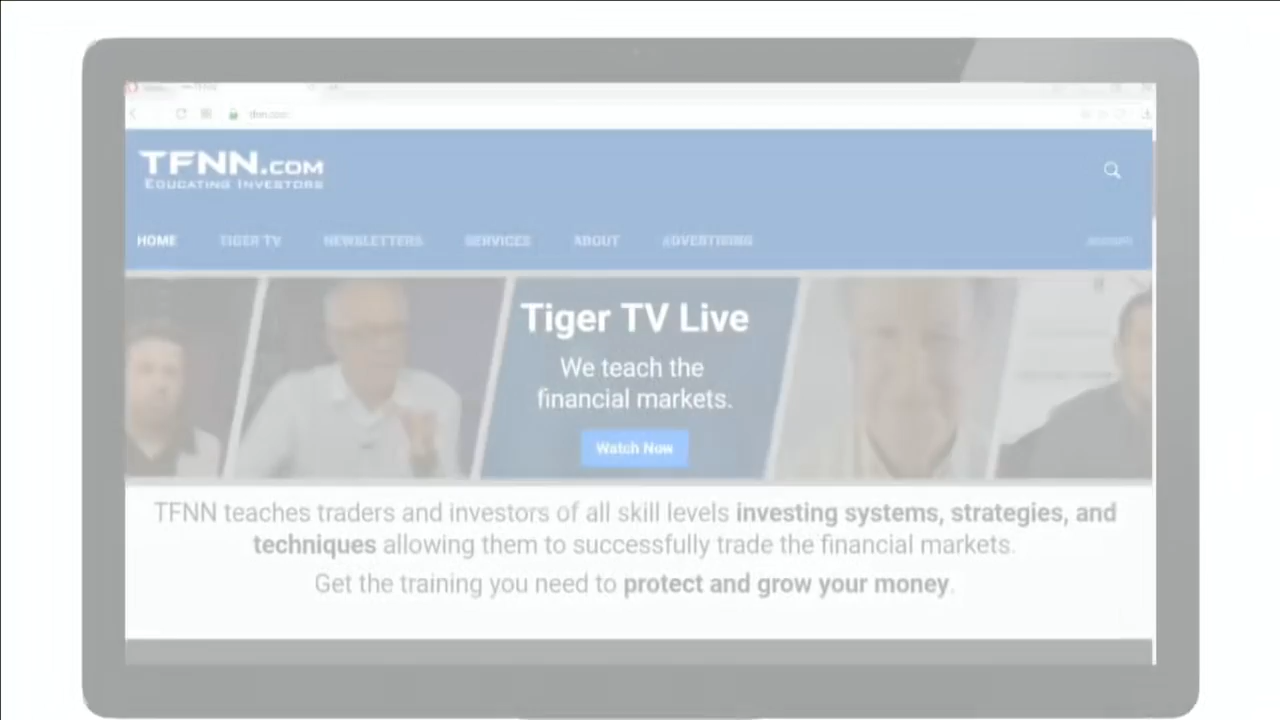 TFNN.COM
EDUCATING INVESTORS
HOME TIGER TV NEWSLETTERS SERVICES ABOUT ADVERTISING
Tiger TV Live
We teach the
financial markets.
Watch Now
TFNN teaches traders and investors of all skill levels investing systems, strategies, and
techniques allowing them to successfully trade the financial markets.
Get the training you need to protect and grow your money.